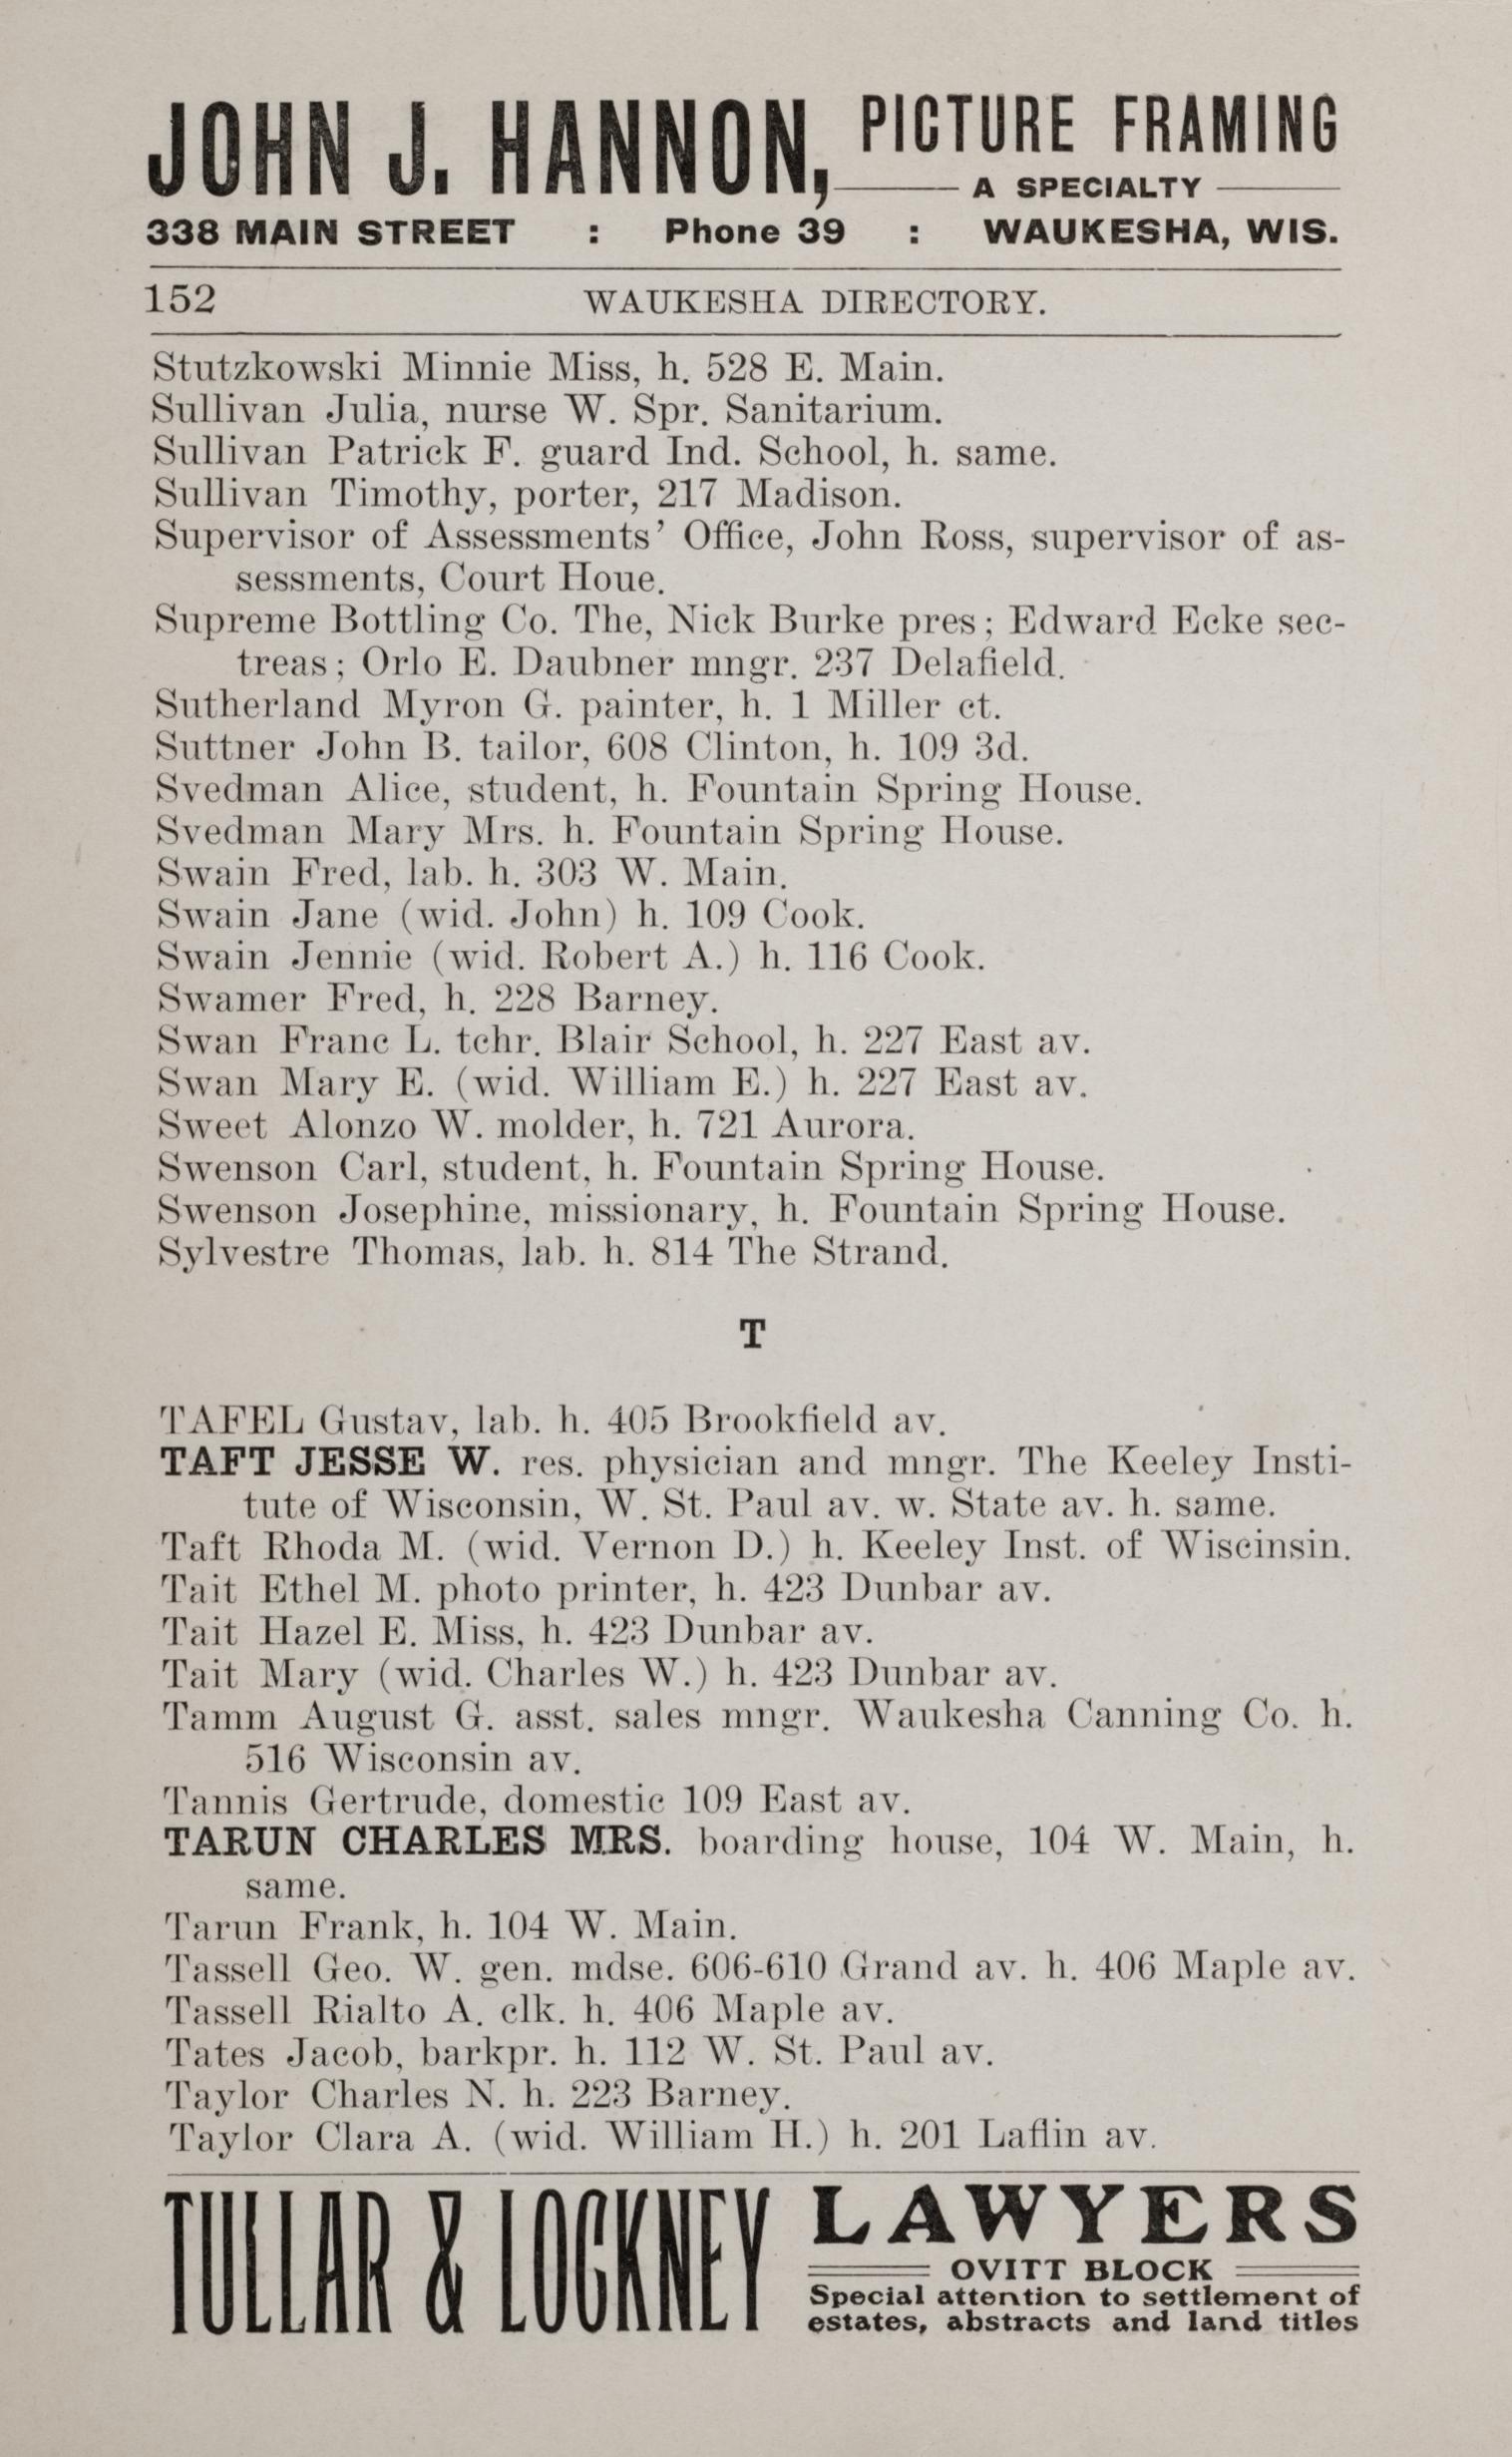 JOHN J. HANNON, PICTURE FRAMING
A SPECIALTY
338 MAIN STREET : Phone 39 : WAUKESHA, WIS.
152 WAUKESHA DIRECTORY.
Stutzkowski Minnie Miss, h. 528 E. Main.
Sullivan Julia, nurse W. Spr. Sanitarium.
Sullivan Patrick F. guard Ind. School, h. same.
Sullivan Timothy, porter, 217 Madison.
Supervisor of Assessments' Office, John Ross, supervisor of as-
sessments, Court Houe.
Supreme Bottling Co. The, Nick Burke pres; Edward Ecke sec-
treas; Orlo E. Daubner mngr. 237 Delafield.
Sutherland Myron G. painter, h. 1 Miller ct.
Suttner John B. tailor, 608 Clinton, h. 109 3d.
Svedman Alice, student, h. Fountain Spring House.
Svedman Mary Mrs. h. Fountain Spring House.
Swain Fred, lab. h. 303 W. Main.
Swain Jane (wid. John) h. 109 Cook.
Swain Jennie (wid. Robert A.) h. 116 Cook.
Swamer Fred, h. 228 Barney.
Swan Franc L. tchr. Blair School, h. 227 East av.
Swan Mary E. (wid. William E.) h. 227 East av.
Sweet Alonzo W. molder, h. 721 Aurora.
Swenson Carl, student, h. Fountain Spring House.
Swenson Josephine, missionary, h. Fountain Spring House.
Sylvestre Thomas, lab. h. 814 The Strand.
T
TAFEL Gustav, lab. h. 405 Brookfield av.
TAFT JESSE W. res. physician and mngr. The Keeley Insti-
tute of Wisconsin, W. St. Paul av. w. State av. h. same.
Taft Rhoda M. (wid. Vernon D.) h. Keeley Inst. of Wiscinsin.
Tait Ethel M. photo printer, h. 423 Dunbar av.
Tait Hazel E. Miss, h. 423 Dunbar av.
Tait Mary (wid. Charles W.) h. 423 Dunbar av.
Tamm August G. asst. sales mngr. Waukesha Canning Co. h.
516 Wisconsin av.
Tannis Gertrude, domestic 109 East av.
TARUN CHARLES MRS. boarding house, 104 W. Main, h.
same.
Tarun Frank, h. 104 W. Main.
Tassell Geo. W. gen. mdse. 606-610 Grand av. h. 406 Maple av.
Tassell Rialto A. clk. h. 406 Maple av.
Tates Jacob, barkpr. h. 112 W. St. Paul av.
Taylor Charles N. h. 223 Barney.
Taylor Clara A. (wid. William H.) h. 201 Laflin av.
TULLAR & LOCKNEY LAWYERS
OVITT BLOCK
Special attention to settlement of
estates, abstracts and land titles